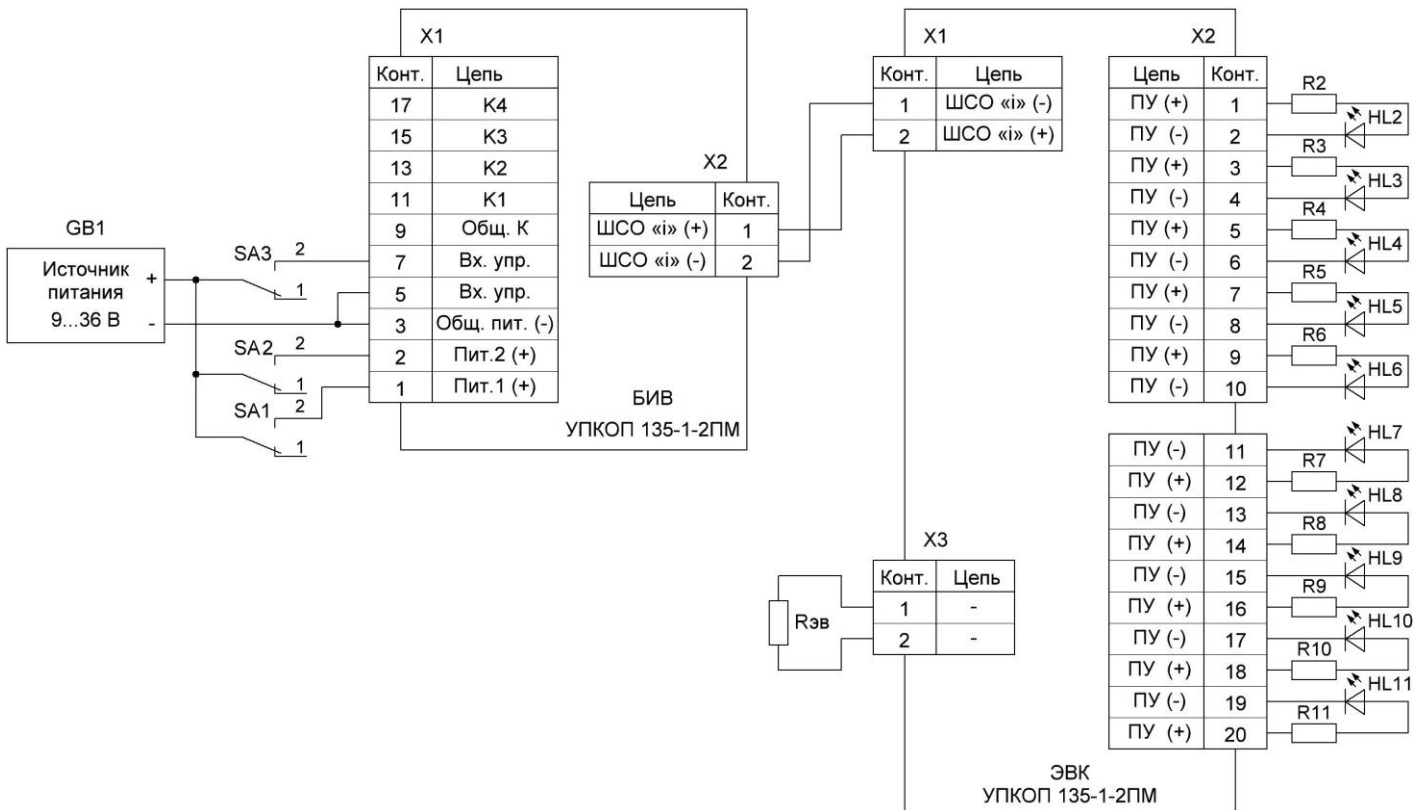 X1
Конт. Цепь
17 K4
15 K3
13 K2
11 K1
9 Общ. К
7 Вх. упр.
5 Вх. упр.
3 Общ. пит. (-)
2 Пит.2 (+)
1 Пит.1 (+)
GB1
Источник питания
9...36 В
+
-
SA3 2
1
SA2 2
1
SA1 2
1
X2
Цепь Конт.
ШСО «i» (+) 1
ШСО «i» (-) 2
БИВ
УПКОП 135-1-2ПМ
X1
Конт. Цепь
1 ШСО «i» (-)
2 ШСО «i» (+)
X2
Цепь Конт.
ПУ (+) 1
ПУ (-) 2
ПУ (+) 3
ПУ (-) 4
ПУ (+) 5
ПУ (-) 6
ПУ (+) 7
ПУ (-) 8
ПУ (+) 9
ПУ (-) 10
ПУ (-) 11
ПУ (+) 12
ПУ (-) 13
ПУ (+) 14
ПУ (-) 15
ПУ (+) 16
ПУ (-) 17
ПУ (+) 18
ПУ (-) 19
ПУ (+) 20
R2
HL2
R3
HL3
R4
HL4
R5
HL5
R6
HL6
HL7
R7
HL8
R8
HL9
R9
HL10
R10
HL11
R11
X3
Конт. Цепь
1 -
2 -
Rэв
ЭВК
УПКОП 135-1-2ПМ